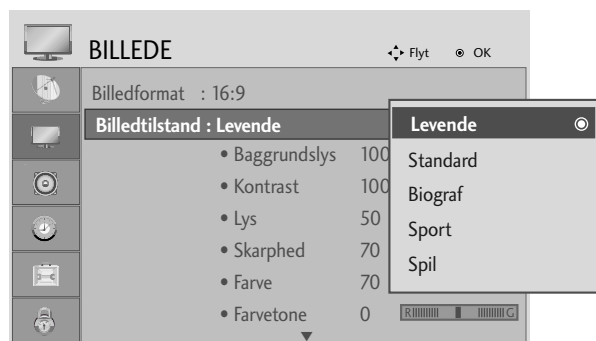 BILLEDE
Flyt OK
Billedformat : 16:9
Billedtilstand : Levende
• Baggrundslys 100
• Kontrast 100
• Lys 50
• Skarphed 70
• Farve 70
• Farvetone 0 R G
Levende
Standard
Biograf
Sport
Spil